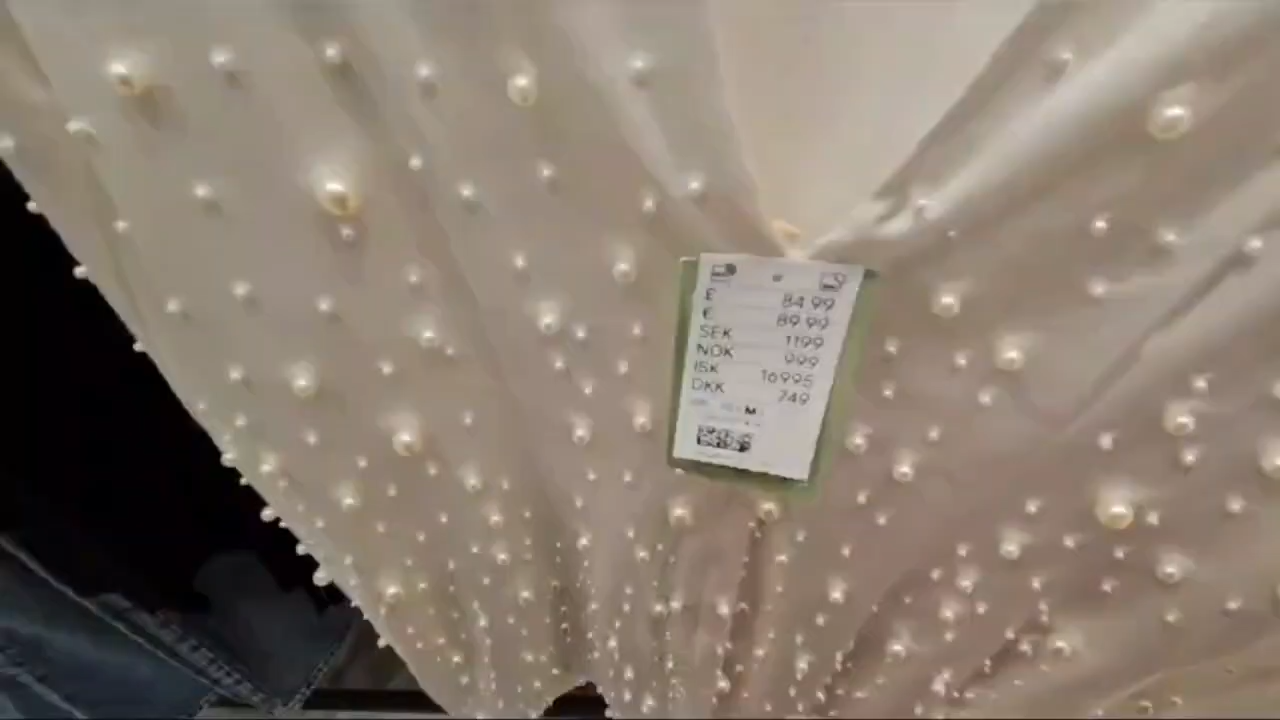 £ 84.99
€ 89.99
SEK 1199
NOK 999
ISK 16995
DKK 749
M